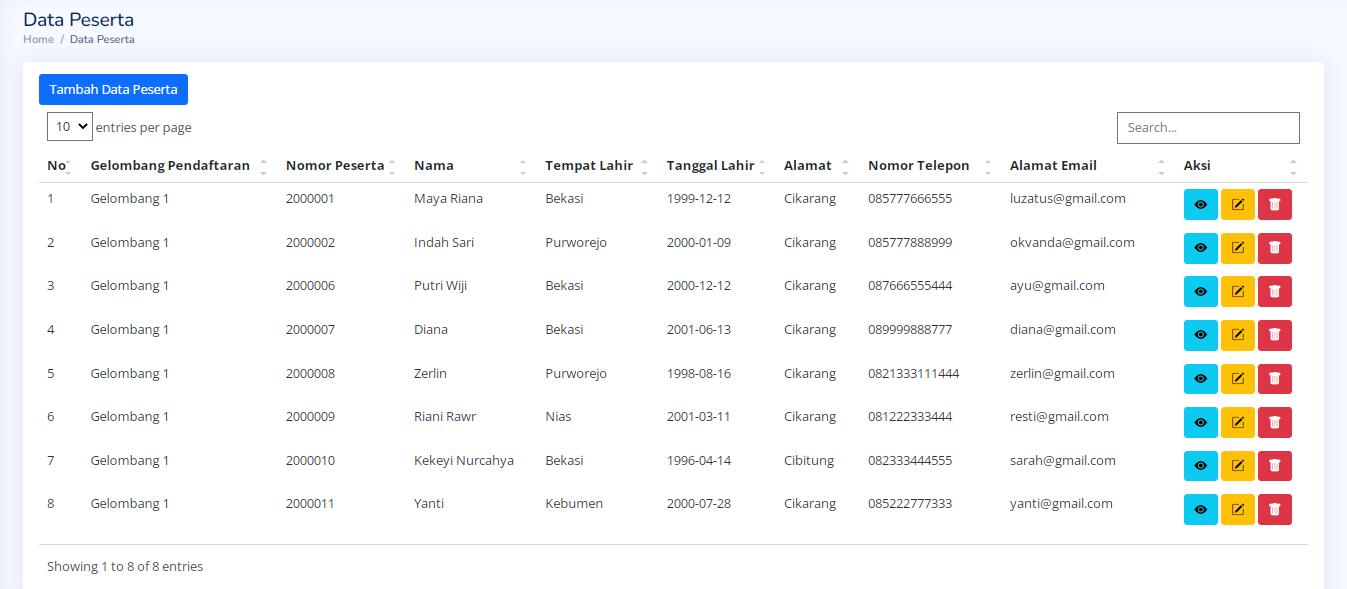 Data Peserta
Home / Data Peserta
Tambah Data Peserta
10 entries per page
Search...
No Gelombang Pendaftaran Nomor Peserta Nama Tempat Lahir Tanggal Lahir Alamat Nomor Telepon Alamat Email Aksi
1 Gelombang 1 2000001 Maya Riana Bekasi 1999-12-12 Cikarang 085777666555 luzatus@gmail.com
2 Gelombang 1 2000002 Indah Sari Purworejo 2000-01-09 Cikarang 085777888999 okvanda@gmail.com
3 Gelombang 1 2000006 Putri Wiji Bekasi 2000-12-12 Cikarang 087666555444 ayu@gmail.com
4 Gelombang 1 2000007 Diana Bekasi 2001-06-13 Cikarang 089999888777 diana@gmail.com
5 Gelombang 1 2000008 Zerlin Purworejo 1998-08-16 Cikarang 0821333111444 zerlin@gmail.com
6 Gelombang 1 2000009 Riani Rawr Nias 2001-03-11 Cikarang 081222333444 resti@gmail.com
7 Gelombang 1 2000010 Kekeyi Nurcahya Bekasi 1996-04-14 Cibitung 082333444555 sarah@gmail.com
8 Gelombang 1 2000011 Yanti Kebumen 2000-07-28 Cikarang 085222777333 yanti@gmail.com
Showing 1 to 8 of 8 entries